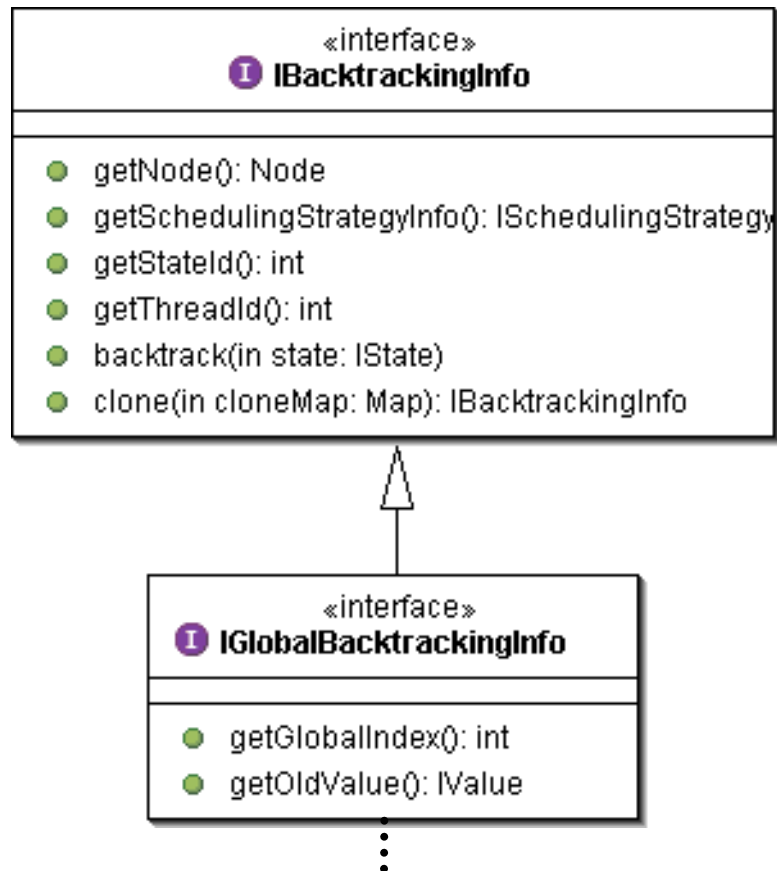 «interface»
I IBacktrackingInfo
getNode(): Node
getSchedulingStrategyInfo(): ISchedulingStrategy
getStateId(): int
getThreadId(): int
backtrack(in state: IState)
clone(in cloneMap: Map): IBacktrackingInfo
«interface»
I IGlobalBacktrackingInfo
getGlobalIndex(): int
getOldValue(): IValue